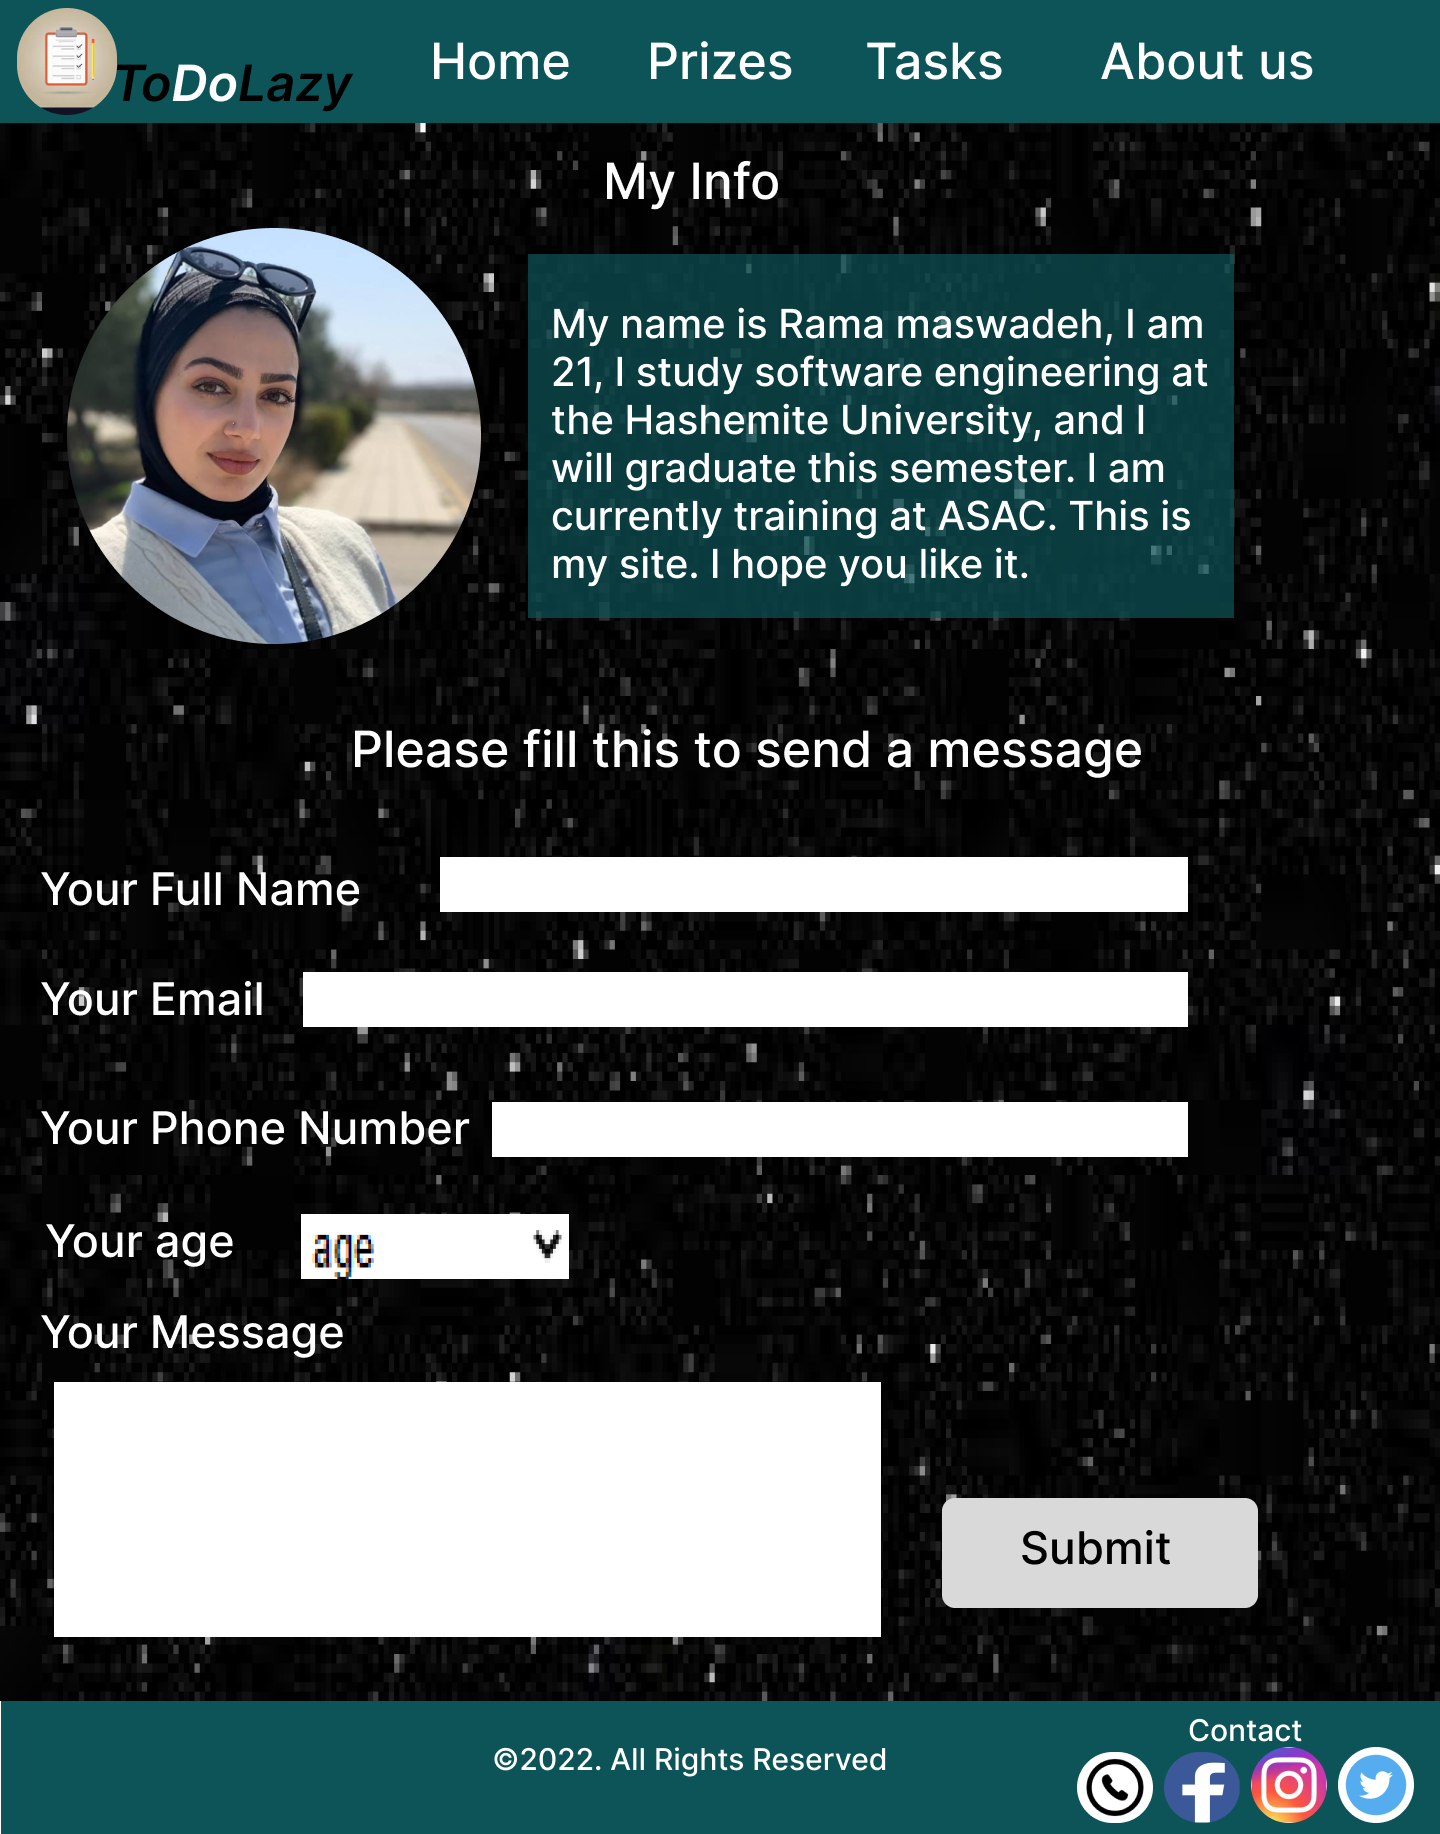 ToDoLazy
Home Prizes Tasks About us
My Info
My name is Rama maswadeh, I am
21, I study software engineering at
the Hashemite University, and I
will graduate this semester. I am
currently training at ASAC. This is
my site. I hope you like it.
Please fill this to send a message
Your Full Name
Your Email
Your Phone Number
Your age age
Your Message
Submit
©2022. All Rights Reserved
Contact